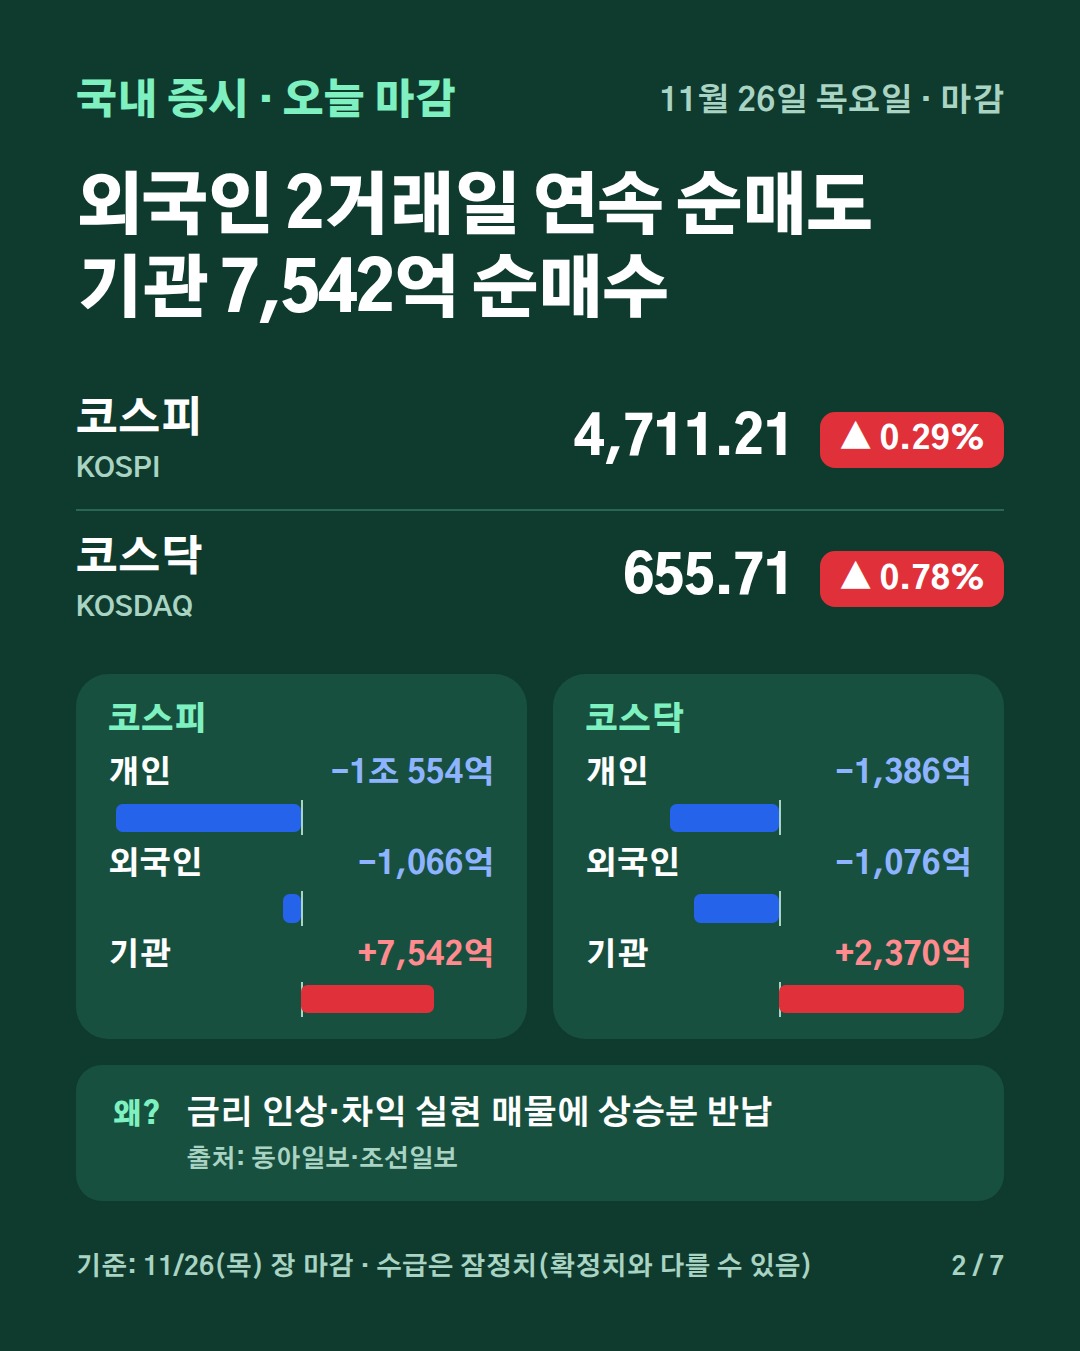 국내 증시 · 오늘 마감
11월 26일 목요일 · 마감
외국인 2거래일 연속 순매도
기관 7,542억 순매수
코스피
KOSPI
4,711.21
▲ 0.29%
코스닥
KOSDAQ
655.71
▲ 0.78%
코스피
개인 −1조 554억
외국인 −1,066억
기관 +7,542억
코스닥
개인 −1,386억
외국인 −1,076억
기관 +2,370억
왜? 금리 인상·차익 실현 매물에 상승분 반납
출처: 동아일보·조선일보
기준: 11/26(목) 장 마감 · 수급은 잠정치(확정치와 다를 수 있음)
2 / 7